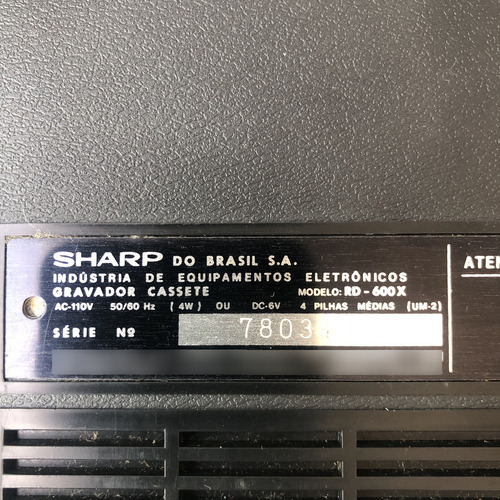 SHARP DO BRASIL S.A.
INDÚSTRIA DE EQUIPAMENTOS ELETRÔNICOS
GRAVADOR CASSETE MODELO: RD-600X
AC-110V 50/60 Hz (4W) OU DC-6V 4 PILHAS MÉDIAS (UM-2)
SÉRIE Nº 7803